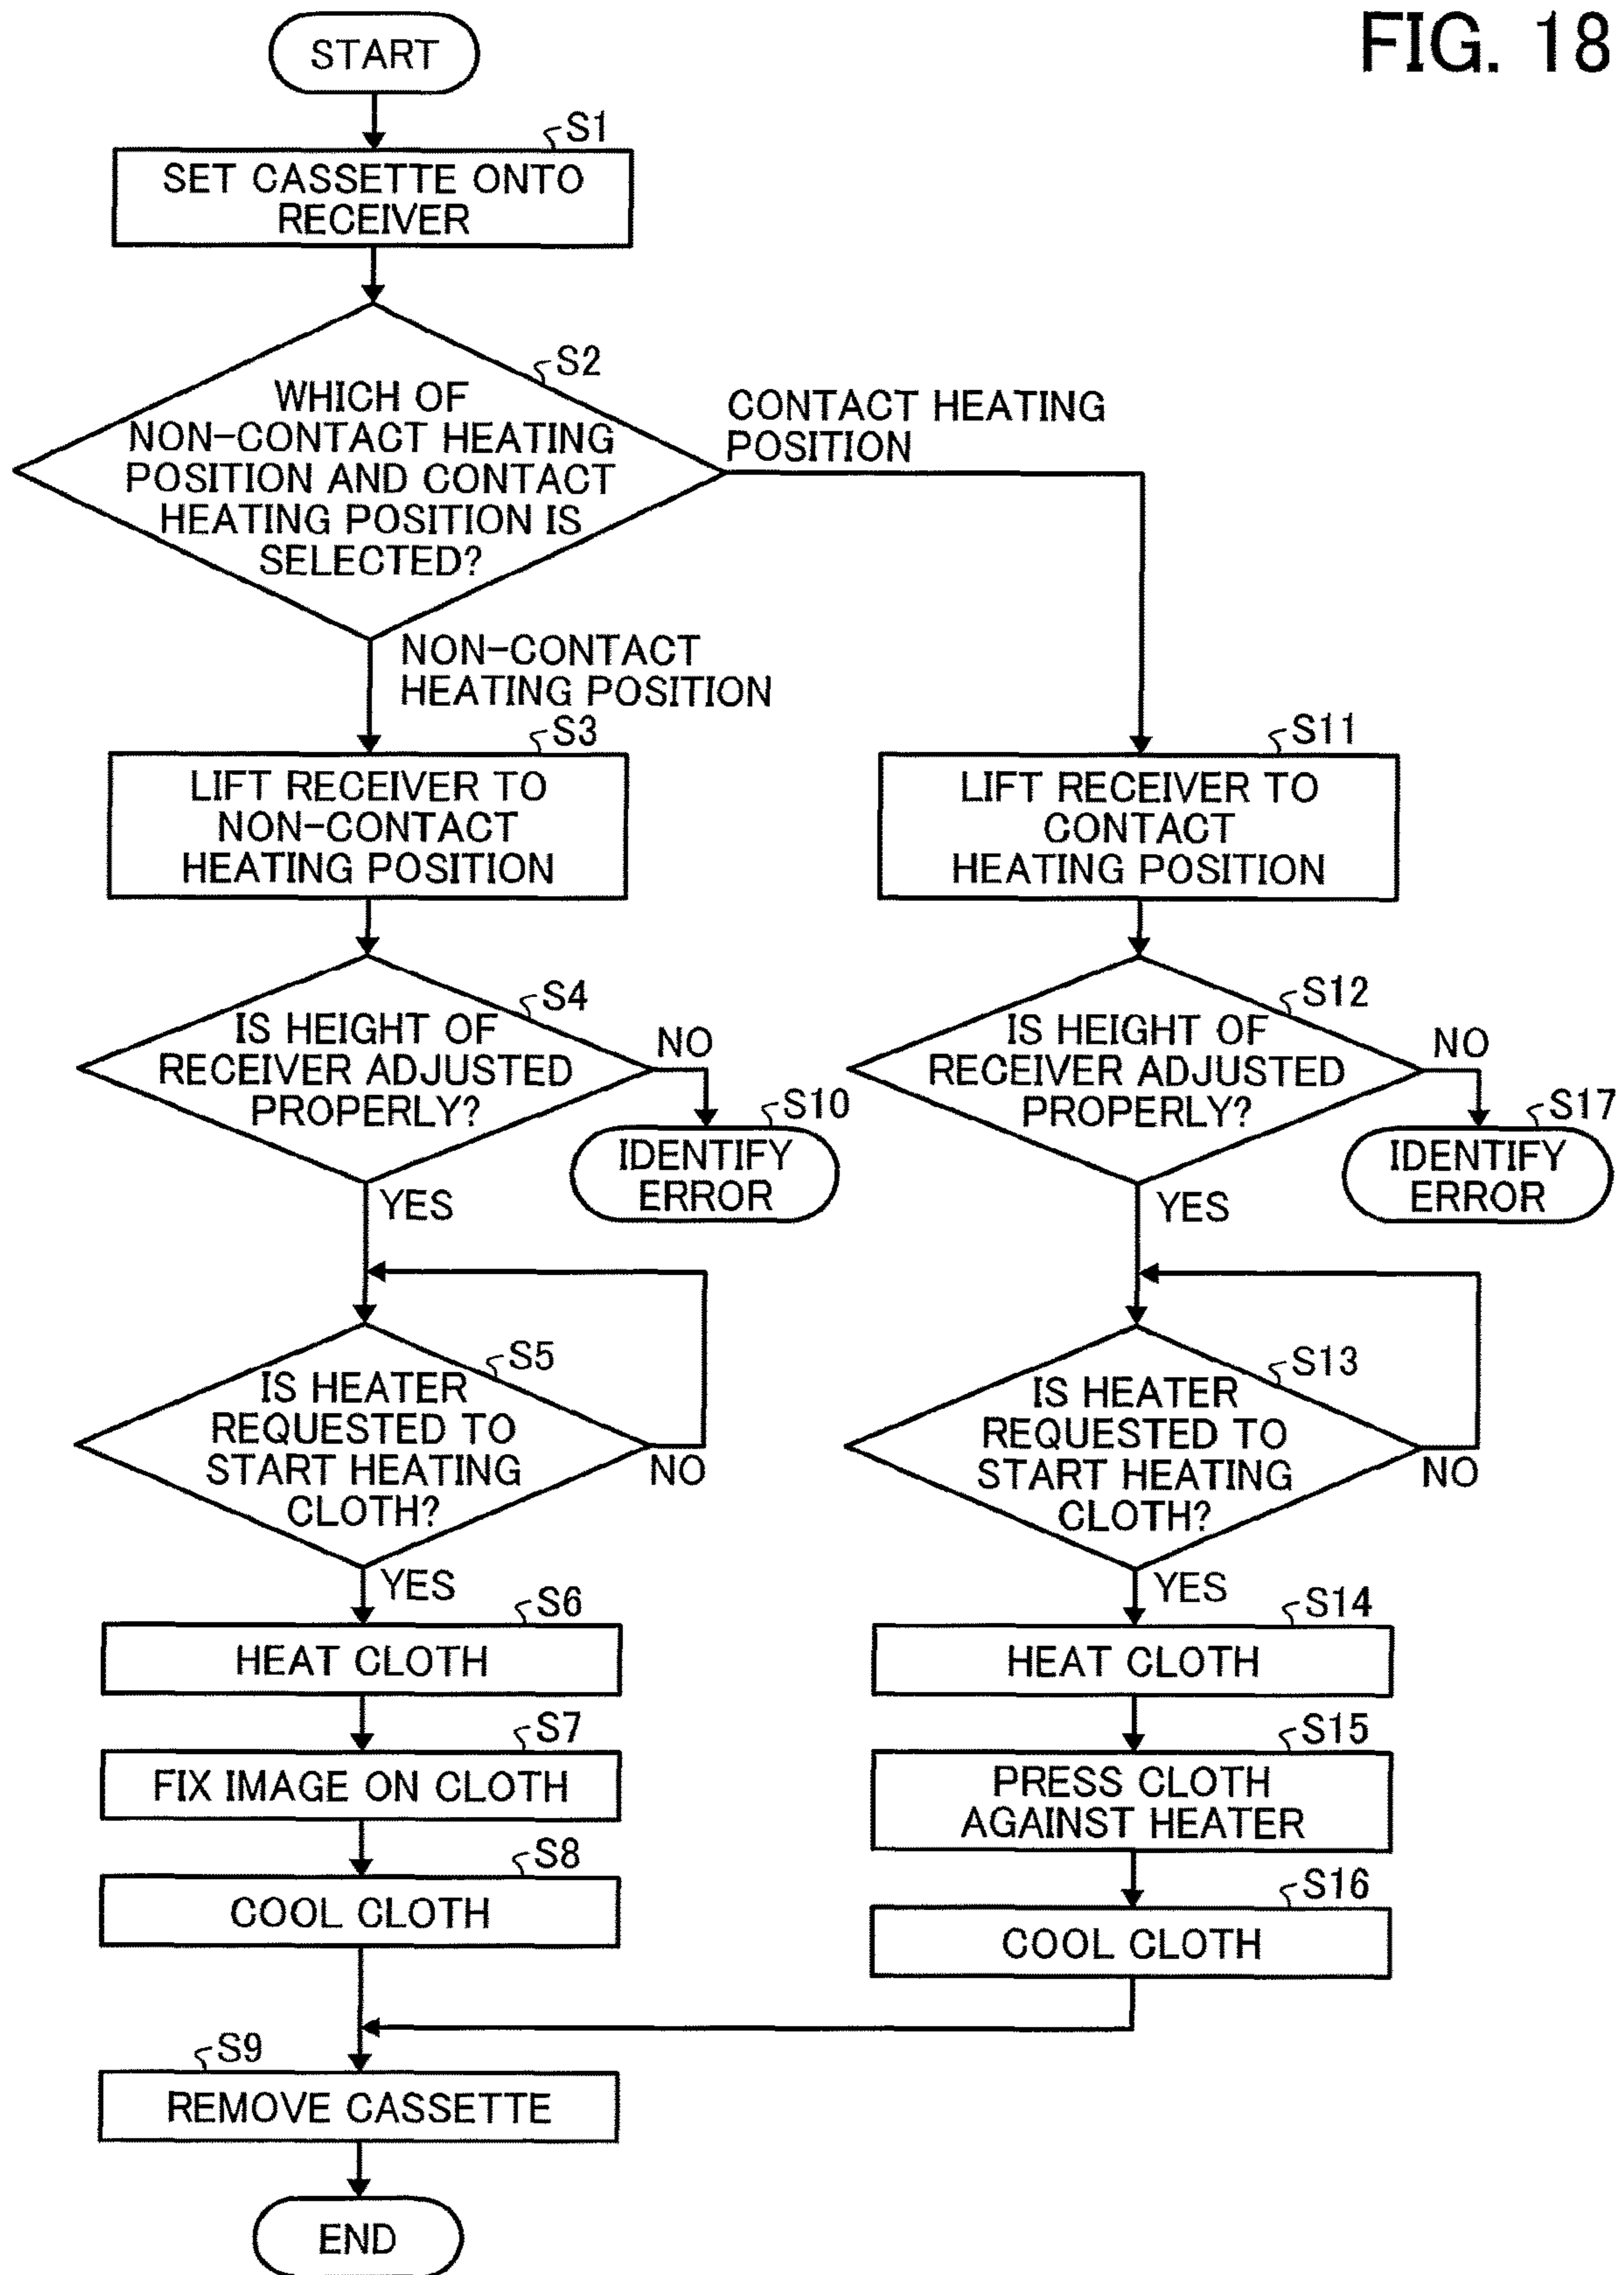 FIG. 18
START
S1
SET CASSETTE ONTO
RECEIVER
S2
WHICH OF
NON-CONTACT HEATING
POSITION AND CONTACT
HEATING POSITION IS
SELECTED?
CONTACT HEATING
POSITION
NON-CONTACT
HEATING POSITION
S3
LIFT RECEIVER TO
NON-CONTACT
HEATING POSITION
S11
LIFT RECEIVER TO
CONTACT
HEATING POSITION
S4
IS HEIGHT OF
RECEIVER ADJUSTED
PROPERLY?
NO
S10
IDENTIFY
ERROR
YES
S12
IS HEIGHT OF
RECEIVER ADJUSTED
PROPERLY?
NO
S17
IDENTIFY
ERROR
YES
S5
IS HEATER
REQUESTED TO
START HEATING
CLOTH?
NO
YES
S13
IS HEATER
REQUESTED TO
START HEATING
CLOTH?
NO
YES
S6
HEAT CLOTH
S14
HEAT CLOTH
S7
FIX IMAGE ON CLOTH
S15
PRESS CLOTH
AGAINST HEATER
S8
COOL CLOTH
S16
COOL CLOTH
S9
REMOVE CASSETTE
END